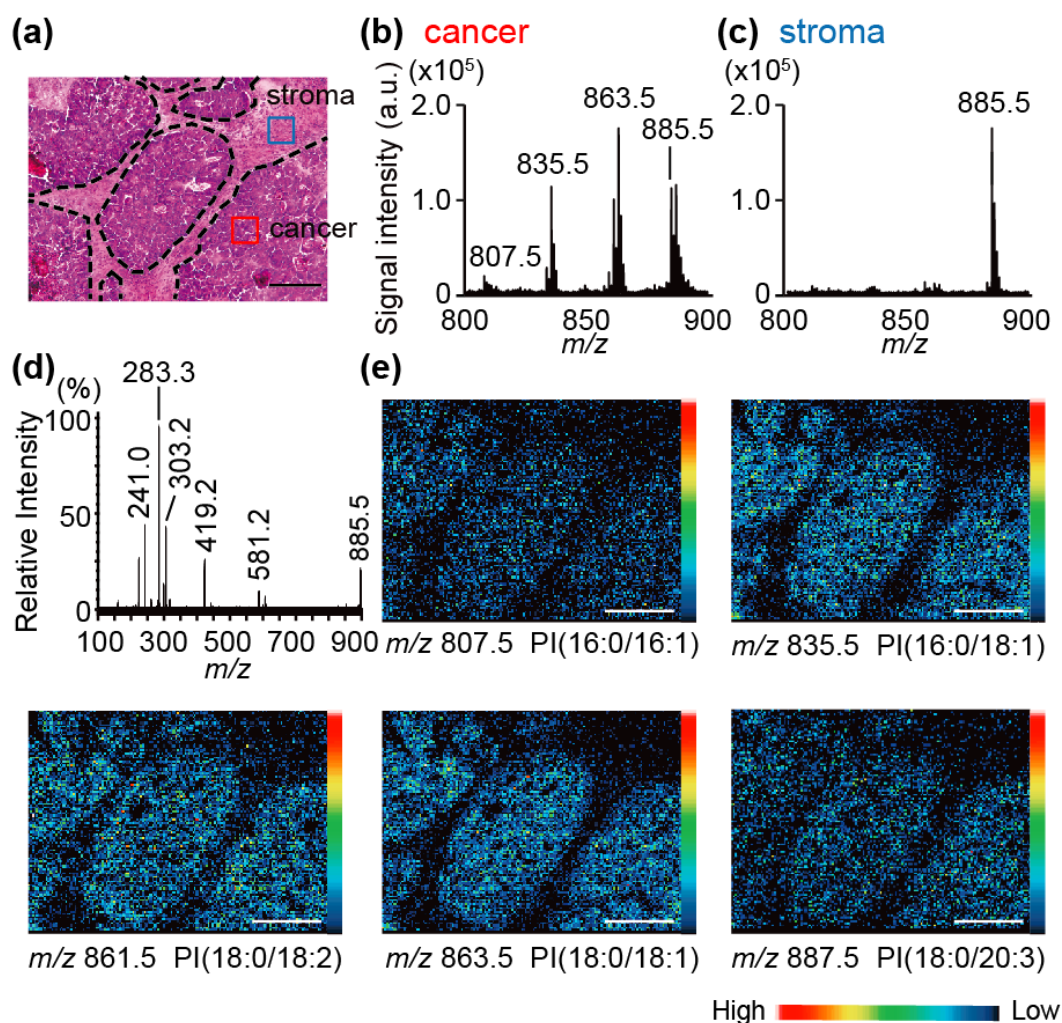 (a)
stroma
cancer
(b) cancer
(x10⁵)
Signal intensity (a.u.)
2.0
1.0
0
807.5
835.5
863.5
885.5
800 850 900
m/z
(c) stroma
(x10⁵)
2.0
1.0
0
885.5
800 850 900
m/z
(d)
(%)
Relative Intensity
100
50
0
241.0
283.3
303.2
419.2
581.2
885.5
100 300 500 700 900
m/z
(e)
m/z 807.5 PI(16:0/16:1)
m/z 835.5 PI(16:0/18:1)
m/z 861.5 PI(18:0/18:2)
m/z 863.5 PI(18:0/18:1)
m/z 887.5 PI(18:0/20:3)
High Low